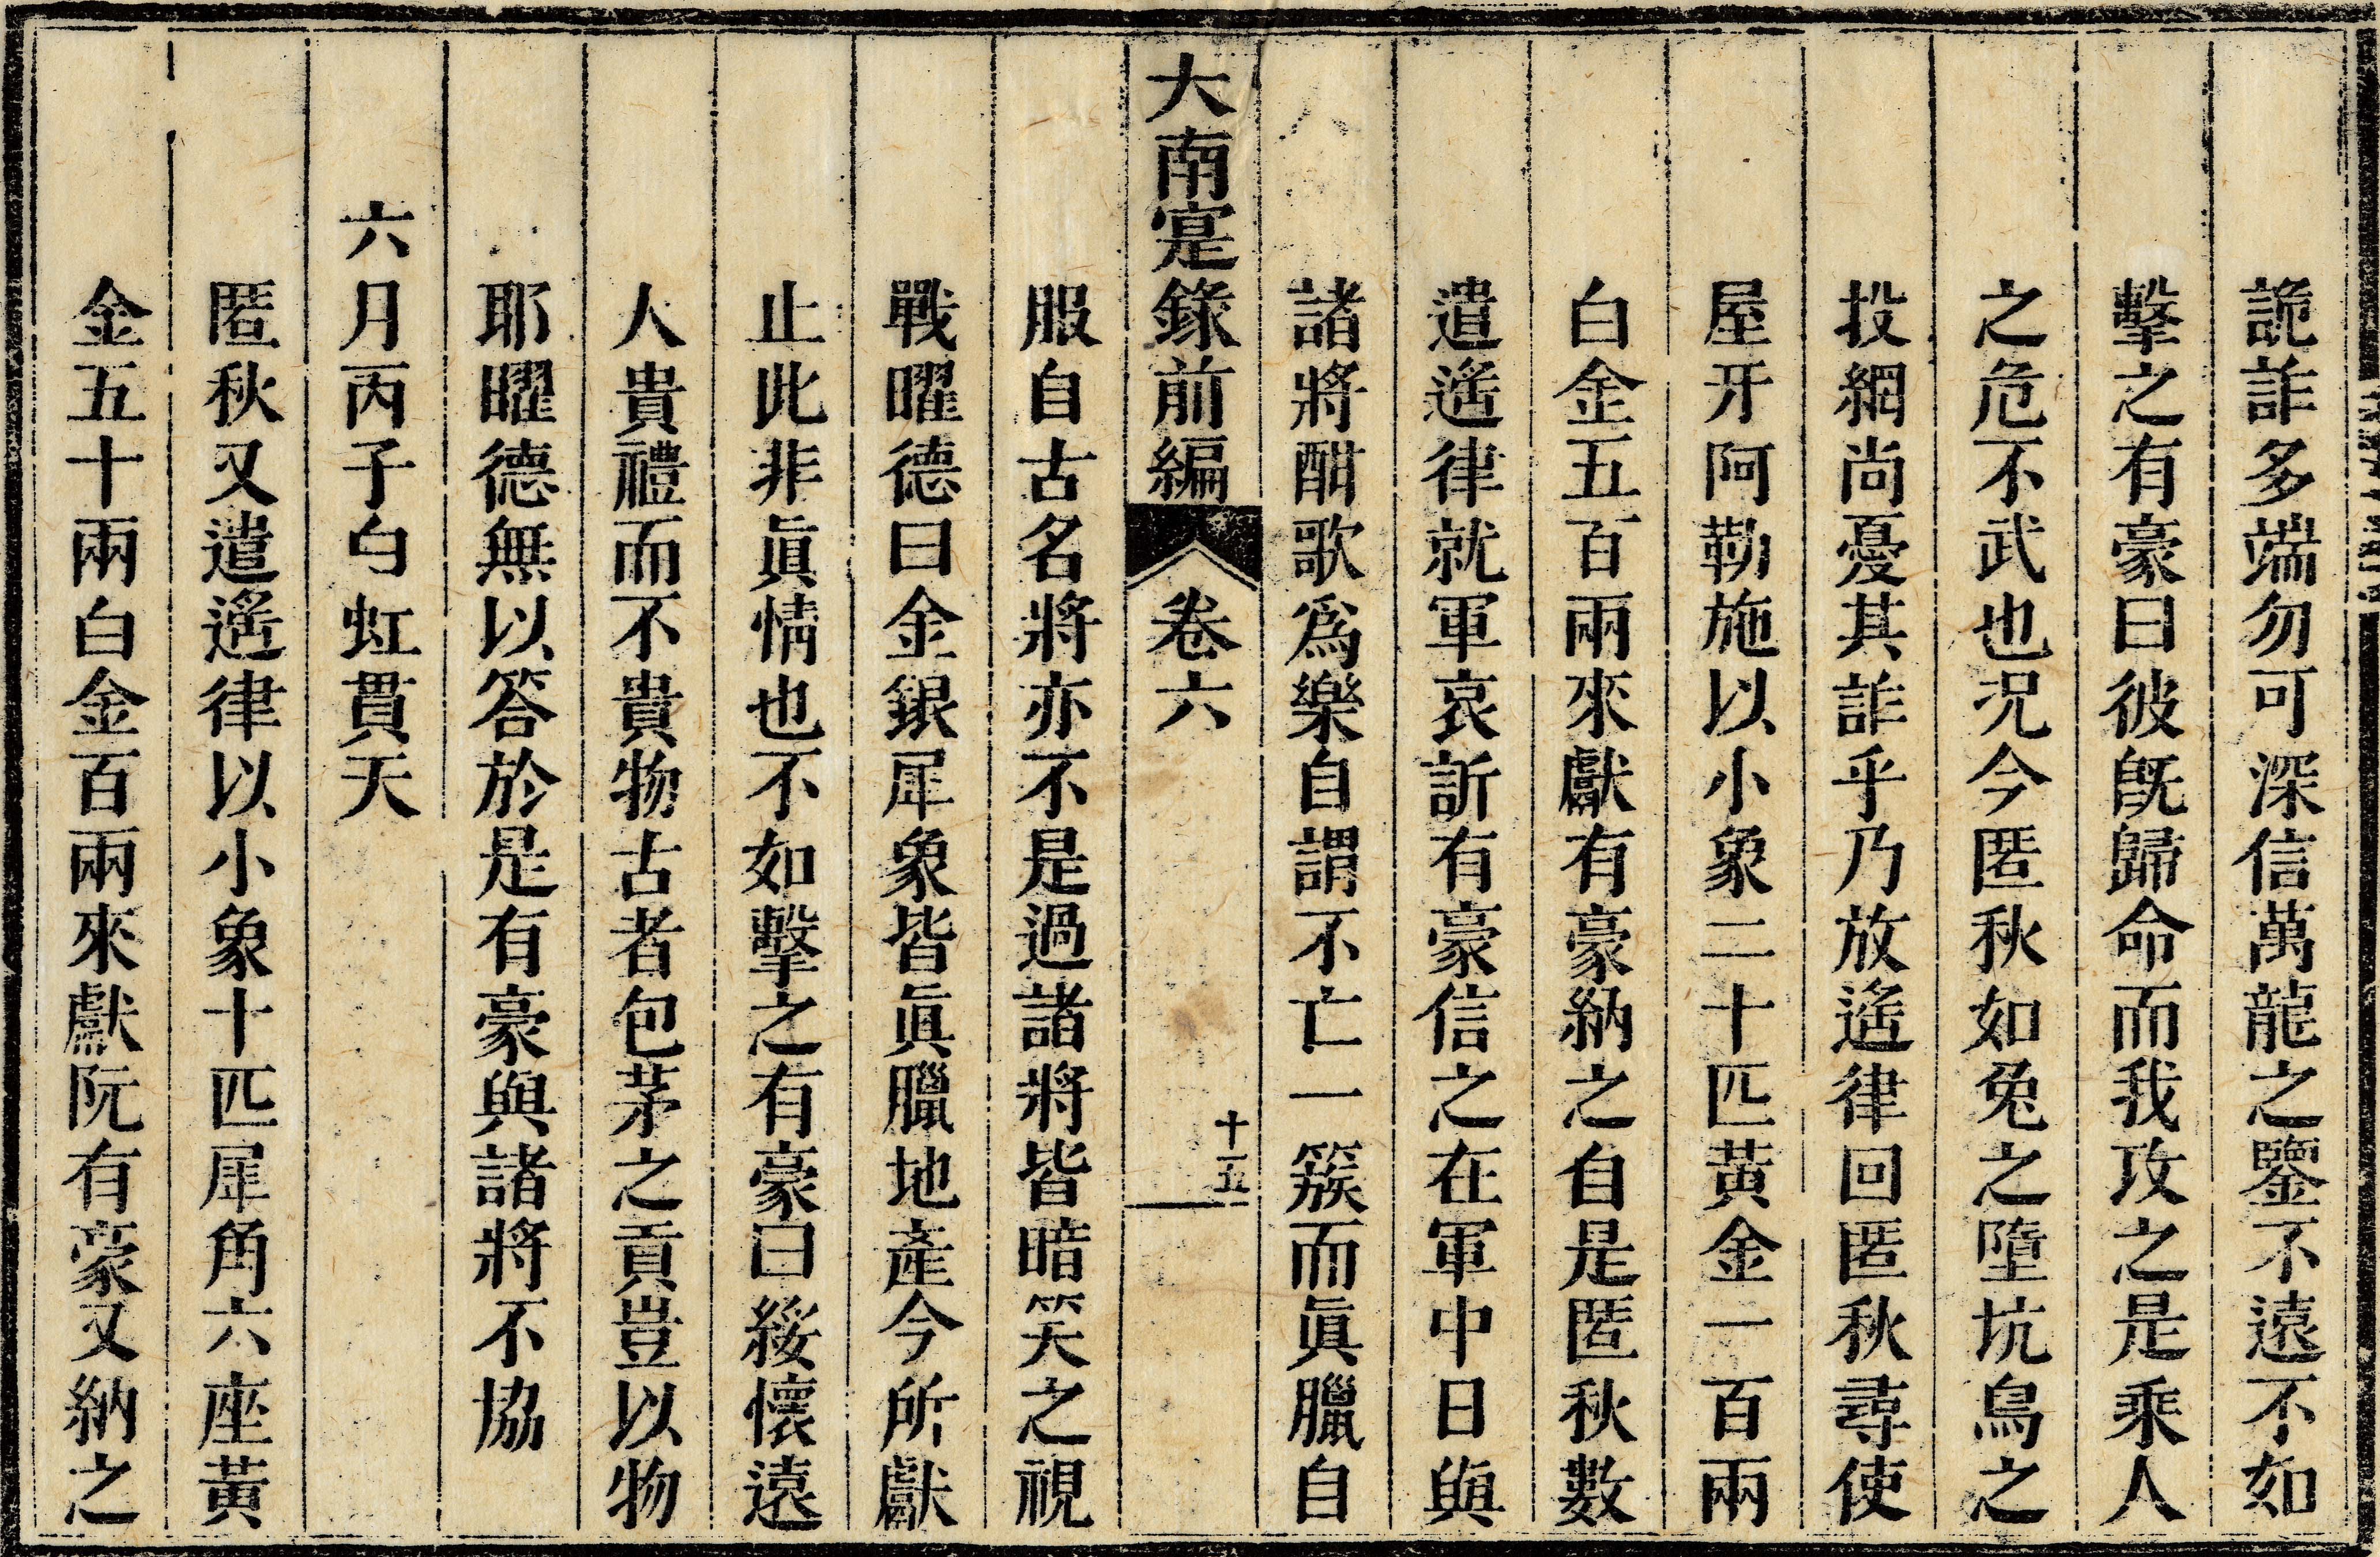 詭詐多端勿可深信萬龍之鑒不遠不如
擊之有豪曰彼旣歸命而我攻之是乘人
之危不武也况今匿秋如兔之墮坑鳥之
投網尚憂其詐乎乃放遙律回匿秋尋使
屋牙阿勒施以小象二十匹黄金一百兩
白金五百兩來獻有豪納之自是匿秋數
遣遙律就軍哀訴有豪信之在軍中日與
諸將酣歌爲樂自謂不亡一簇而眞臘自
大南寔錄前編 卷六 十五
服自古名將亦不是過諸將皆暗笑之視
戰曜德曰金銀犀象皆眞臘地產今所獻
止此非眞情也不如擊之有豪曰綏懷遠
人貴禮而不貴物古者包茅之貢豈以物
耶曜德無以答於是有豪與諸將不協
六月丙子白虹貫天
匿秋又遣遙律以小象十匹犀角六座黃
金五十兩白金百兩來獻阮有豪又納之